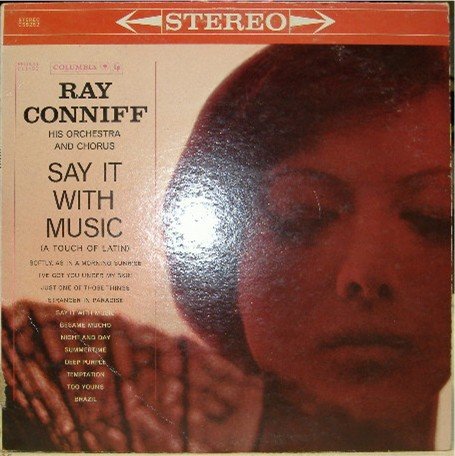 STEREO
COLUMBIA
RAY
CONNIFF
HIS ORCHESTRA
AND CHORUS
SAY IT
WITH
MUSIC
(A TOUCH OF LATIN)
SOFTLY, AS IN A MORNING SUNRISE
I'VE GOT YOU UNDER MY SKIN
JUST ONE OF THOSE THINGS
STRANGER IN PARADISE
SAY IT WITH MUSIC
BESAME MUCHO
NIGHT AND DAY
SUMMERTIME
DEEP PURPLE
TEMPTATION
TOO YOUNG
BRAZIL